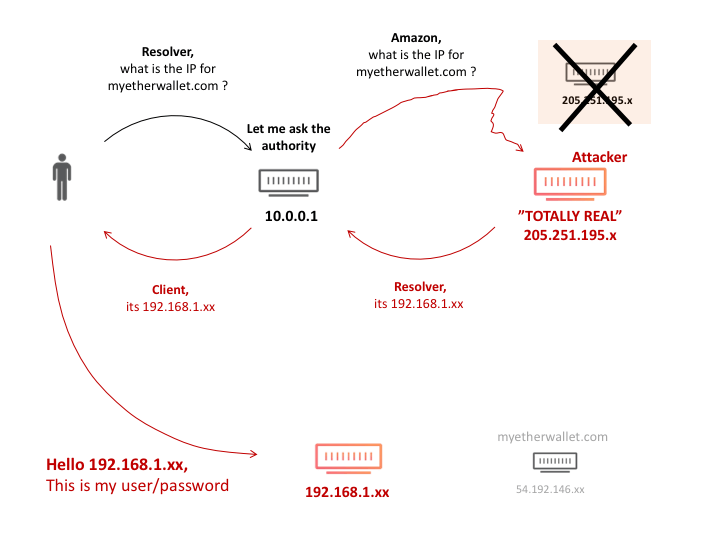 Resolver,
what is the IP for
myetherwallet.com ?
Amazon,
what is the IP for
myetherwallet.com ?
205.251.195.x
Let me ask the
authority
10.0.0.1
Attacker
”TOTALLY REAL”
205.251.195.x
Client,
its 192.168.1.xx
Resolver,
its 192.168.1.xx
Hello 192.168.1.xx,
This is my user/password
192.168.1.xx
myetherwallet.com
54.192.146.xx